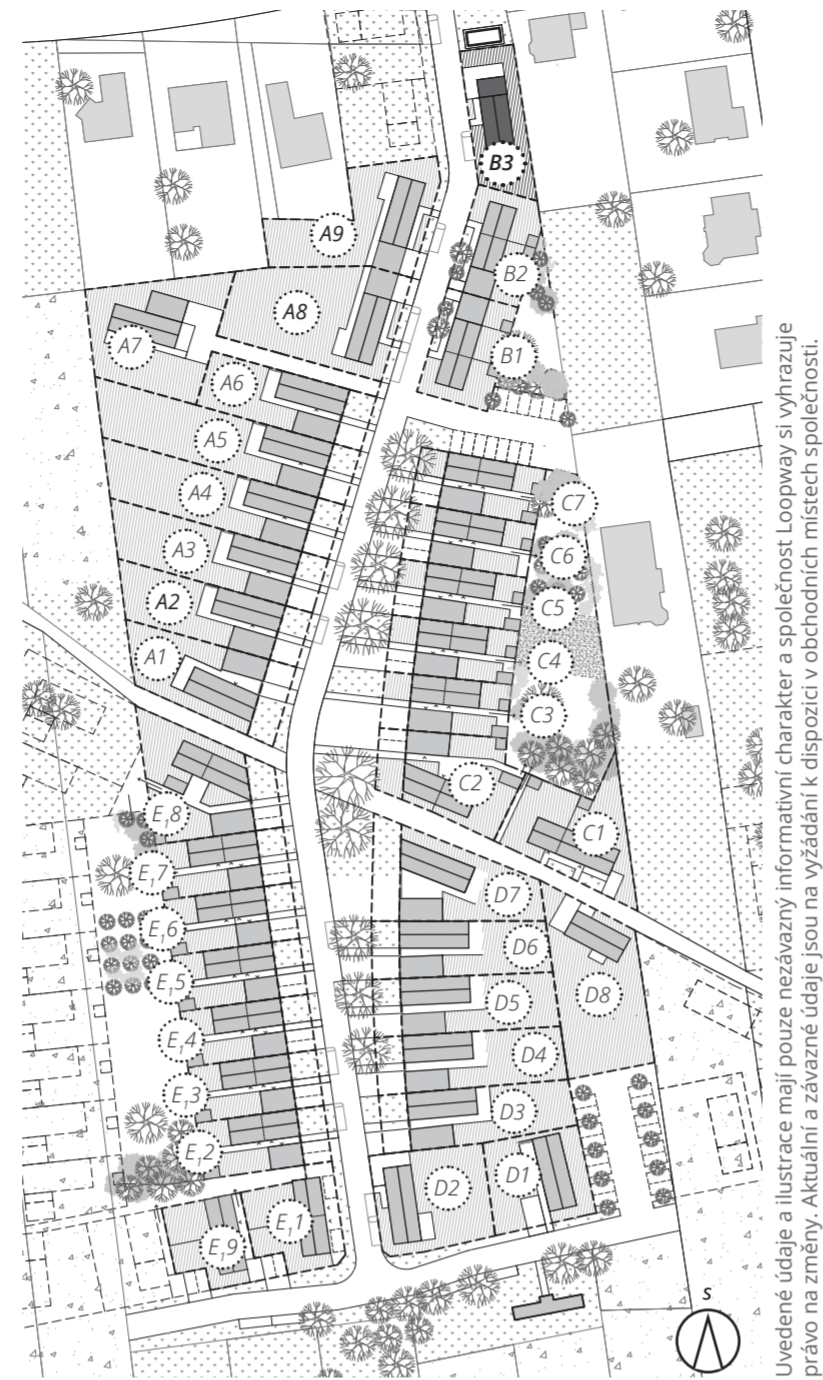 B3
A9
B2
A8
A7
B1
A6
A5
A4
C7
A3
C6
A2
C5
A1
C4
C3
C2
E₁8
C1
E₁7
D7
E₁6
D6
E₁5
D5
D8
E₁4
D4
E₁3
D3
E₁2
D1
D2
E₁1
E₁9
S
Uvedené údaje a ilustrace mají pouze nezávazný informativní charakter a společnost Loopway si vyhrazuje
právo na změny. Aktuální a závazné údaje jsou na vyžádání k dispozici v obchodních místech společnosti.